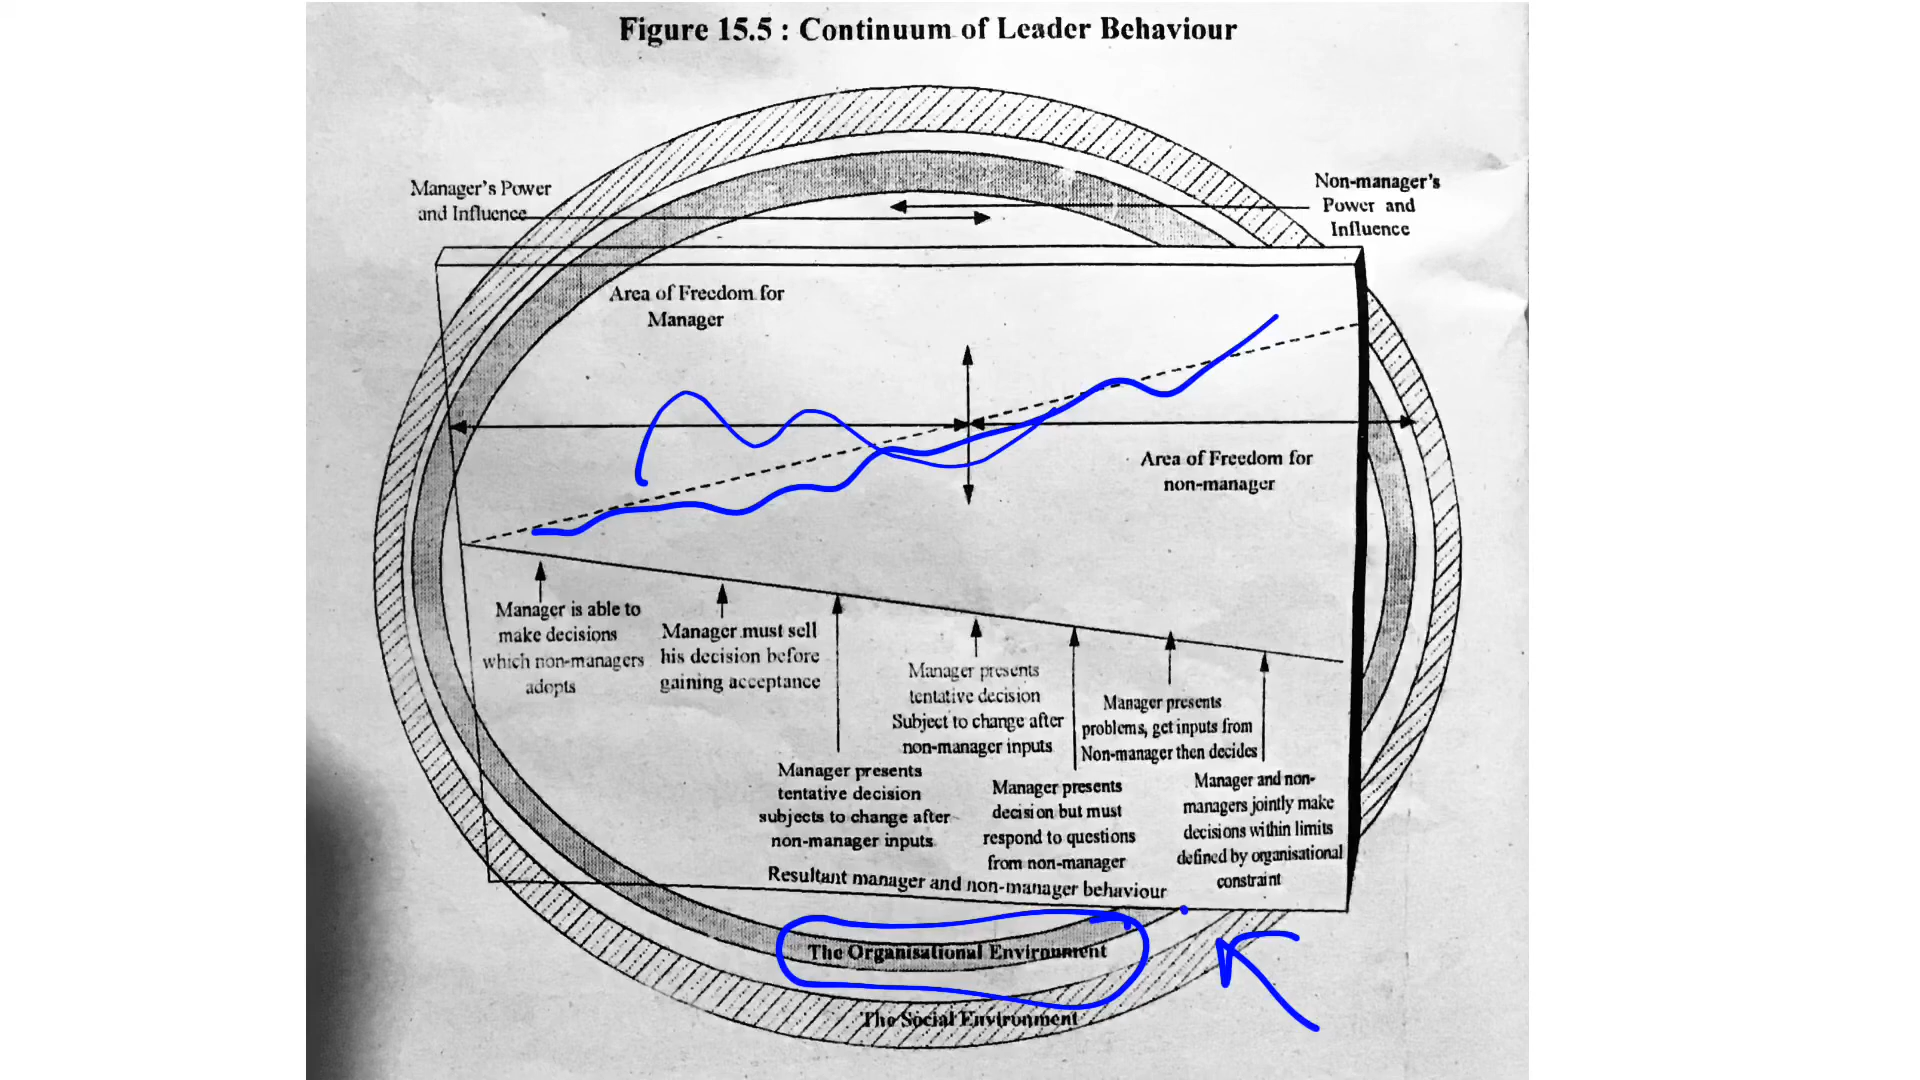 Figure 15.5 : Continuum of Leader Behaviour
Manager's Power
and Influence
Non-manager's
Power and
Influence
Area of Freedom for
Manager
Area of Freedom for
non-manager
Manager is able to
make decisions
which non-managers
adopts
Manager must sell
his decision before
gaining acceptance
Manager presents
tentative decision
subjects to change after
non-manager inputs
Manager presents
tentative decision
Subject to change after
non-manager inputs
Manager presents
decision but must
respond to questions
from non-manager
Manager presents
problems, get inputs from
Non-manager then decides
Manager and non-
managers jointly make
decisions within limits
defined by organisational
constraint
Resultant manager and non-manager behaviour
The Organisational Environment
The Social Environment